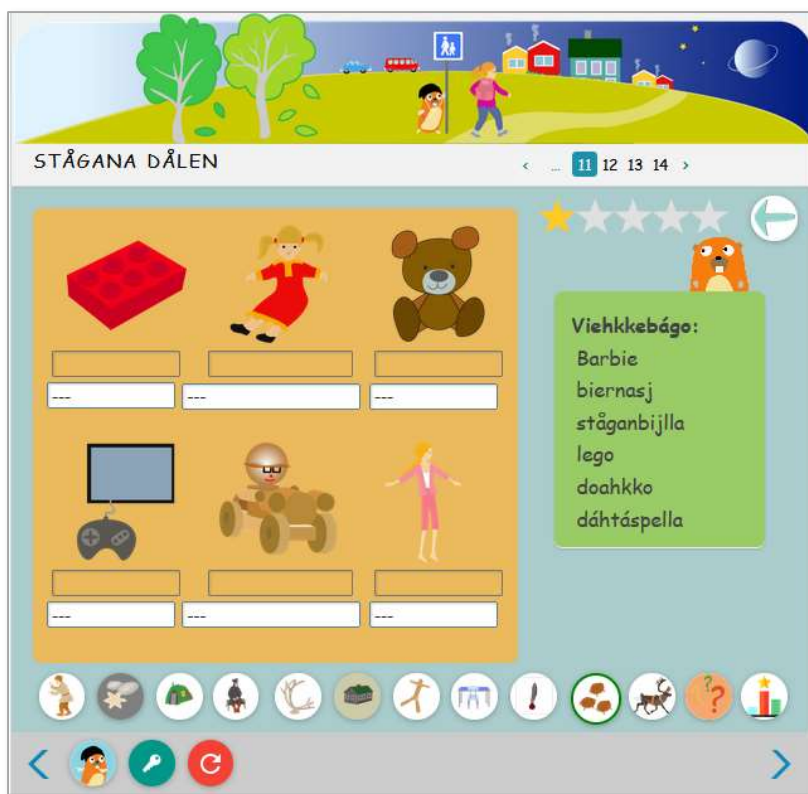 STÅGANA DÅLEN
‹ ... 11 12 13 14 ›
--- --- ---
--- --- ---
Viehkkebágo:
Barbie
biernasj
ståganbijlla
lego
doahkko
dáhtáspella
? ?